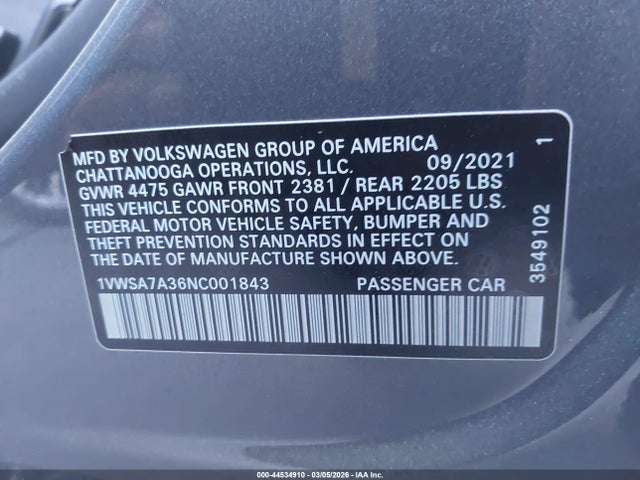 MFD BY VOLKSWAGEN GROUP OF AMERICA
CHATTANOOGA OPERATIONS, LLC. 09/2021
GVWR 4475 GAWR FRONT 2381 / REAR 2205 LBS
THIS VEHICLE CONFORMS TO ALL APPLICABLE U.S.
FEDERAL MOTOR VEHICLE SAFETY, BUMPER AND
THEFT PREVENTION STANDARDS IN EFFECT ON
THE DATE OF MANUFACTURE SHOWN ABOVE.
1VWSA7A36NC001843 PASSENGER CAR
3549102 1
000-44534910 | 03/05/2026 | IAA Inc.